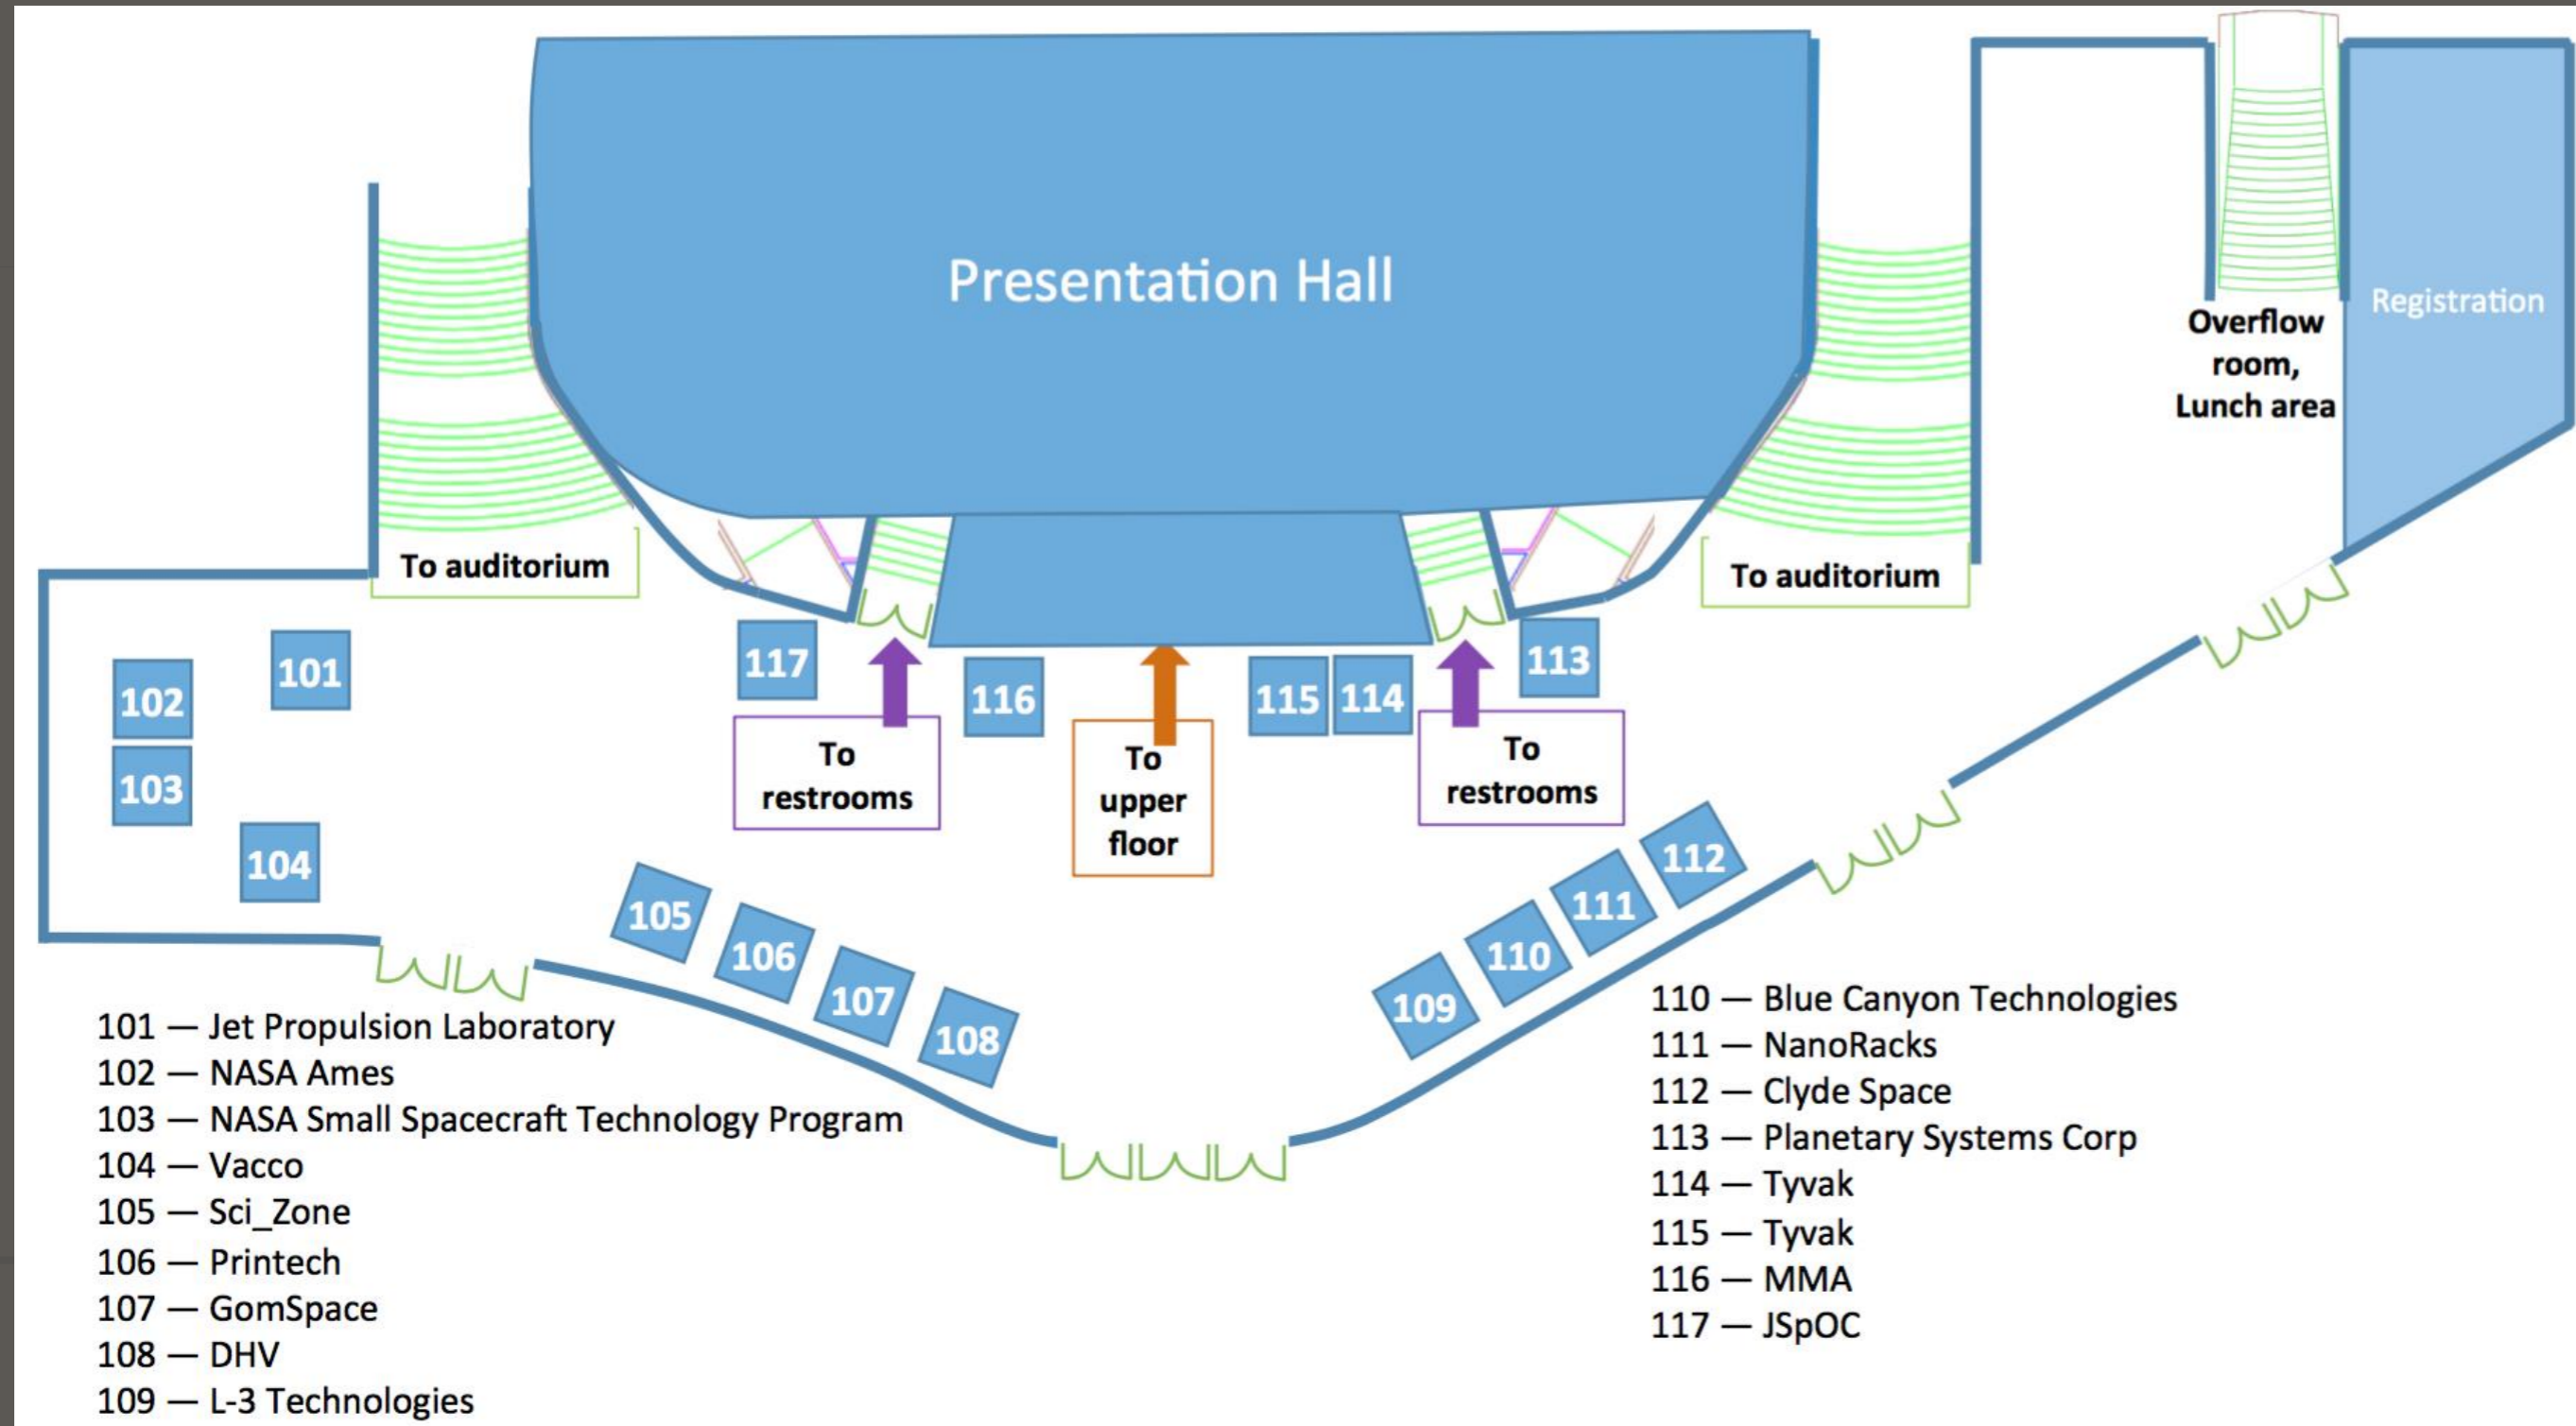 Presentation Hall
Registration
Overflow
room,
Lunch area
To auditorium
To auditorium
101
102
103
104
117
116
115
114
113
To
restrooms
To
upper
floor
To
restrooms
105
106
107
108
109
110
111
112
101 — Jet Propulsion Laboratory
102 — NASA Ames
103 — NASA Small Spacecraft Technology Program
104 — Vacco
105 — Sci_Zone
106 — Printech
107 — GomSpace
108 — DHV
109 — L-3 Technologies
110 — Blue Canyon Technologies
111 — NanoRacks
112 — Clyde Space
113 — Planetary Systems Corp
114 — Tyvak
115 — Tyvak
116 — MMA
117 — JSpOC